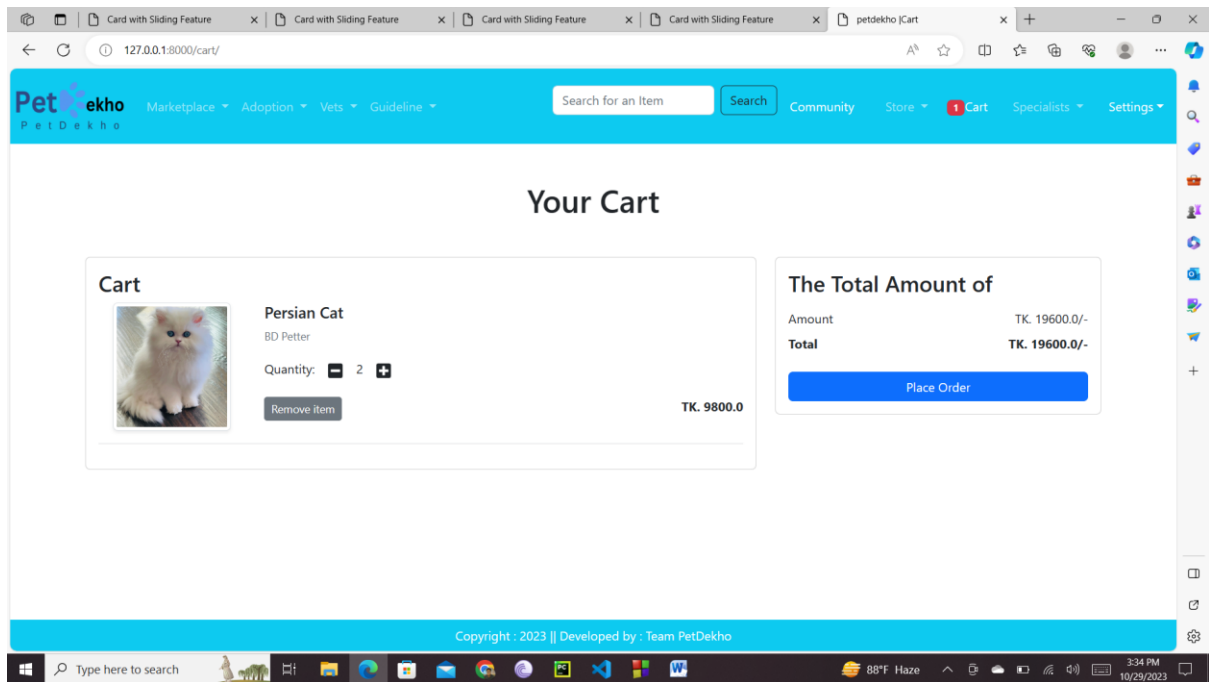 Card with Sliding Feature
Card with Sliding Feature
Card with Sliding Feature
Card with Sliding Feature
petdekho |Cart
127.0.0.1:8000/cart/
Pet ekho
PetDekho
Marketplace
Adoption
Vets
Guideline
Search for an Item
Search
Community
Store
1 Cart
Specialists
Settings
Your Cart
Cart
Persian Cat
BD Petter
Quantity: 2
Remove item
TK. 9800.0
The Total Amount of
Amount TK. 19600.0/-
Total TK. 19600.0/-
Place Order
Copyright : 2023 || Developed by : Team PetDekho
Type here to search
88°F Haze
3:34 PM
10/29/2023